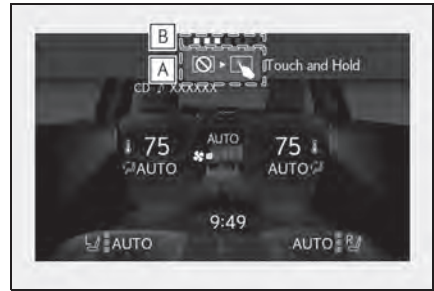 B
A Touch and Hold
CD ♪ XXXXXX
75 AUTO 75
AUTO AUTO
9:49
L AUTO AUTO R